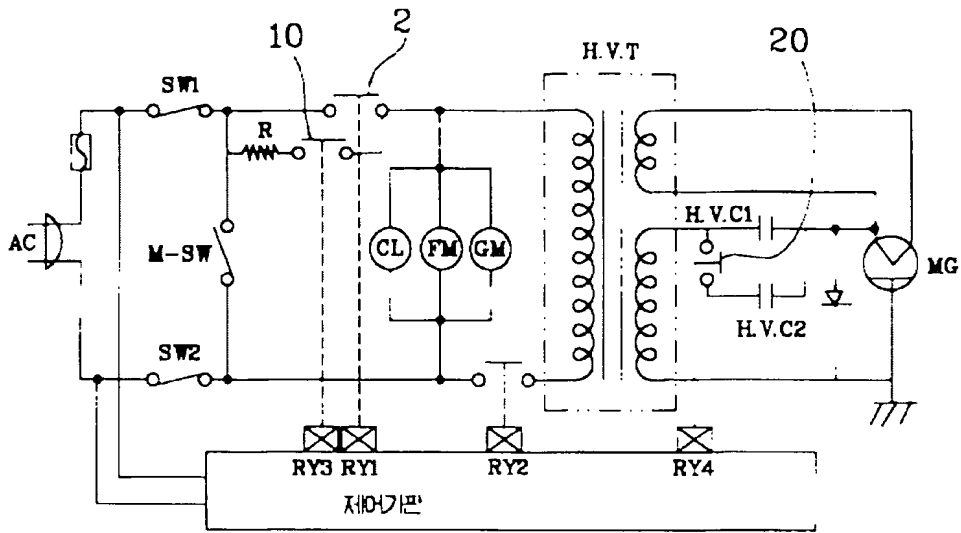 10
2
20
H.V.T
SW1
R
AC
M-SW
CL
FM
GM
H.V.C1
MG
H.V.C2
SW2
RY3
RY1
RY2
RY4
제어기판